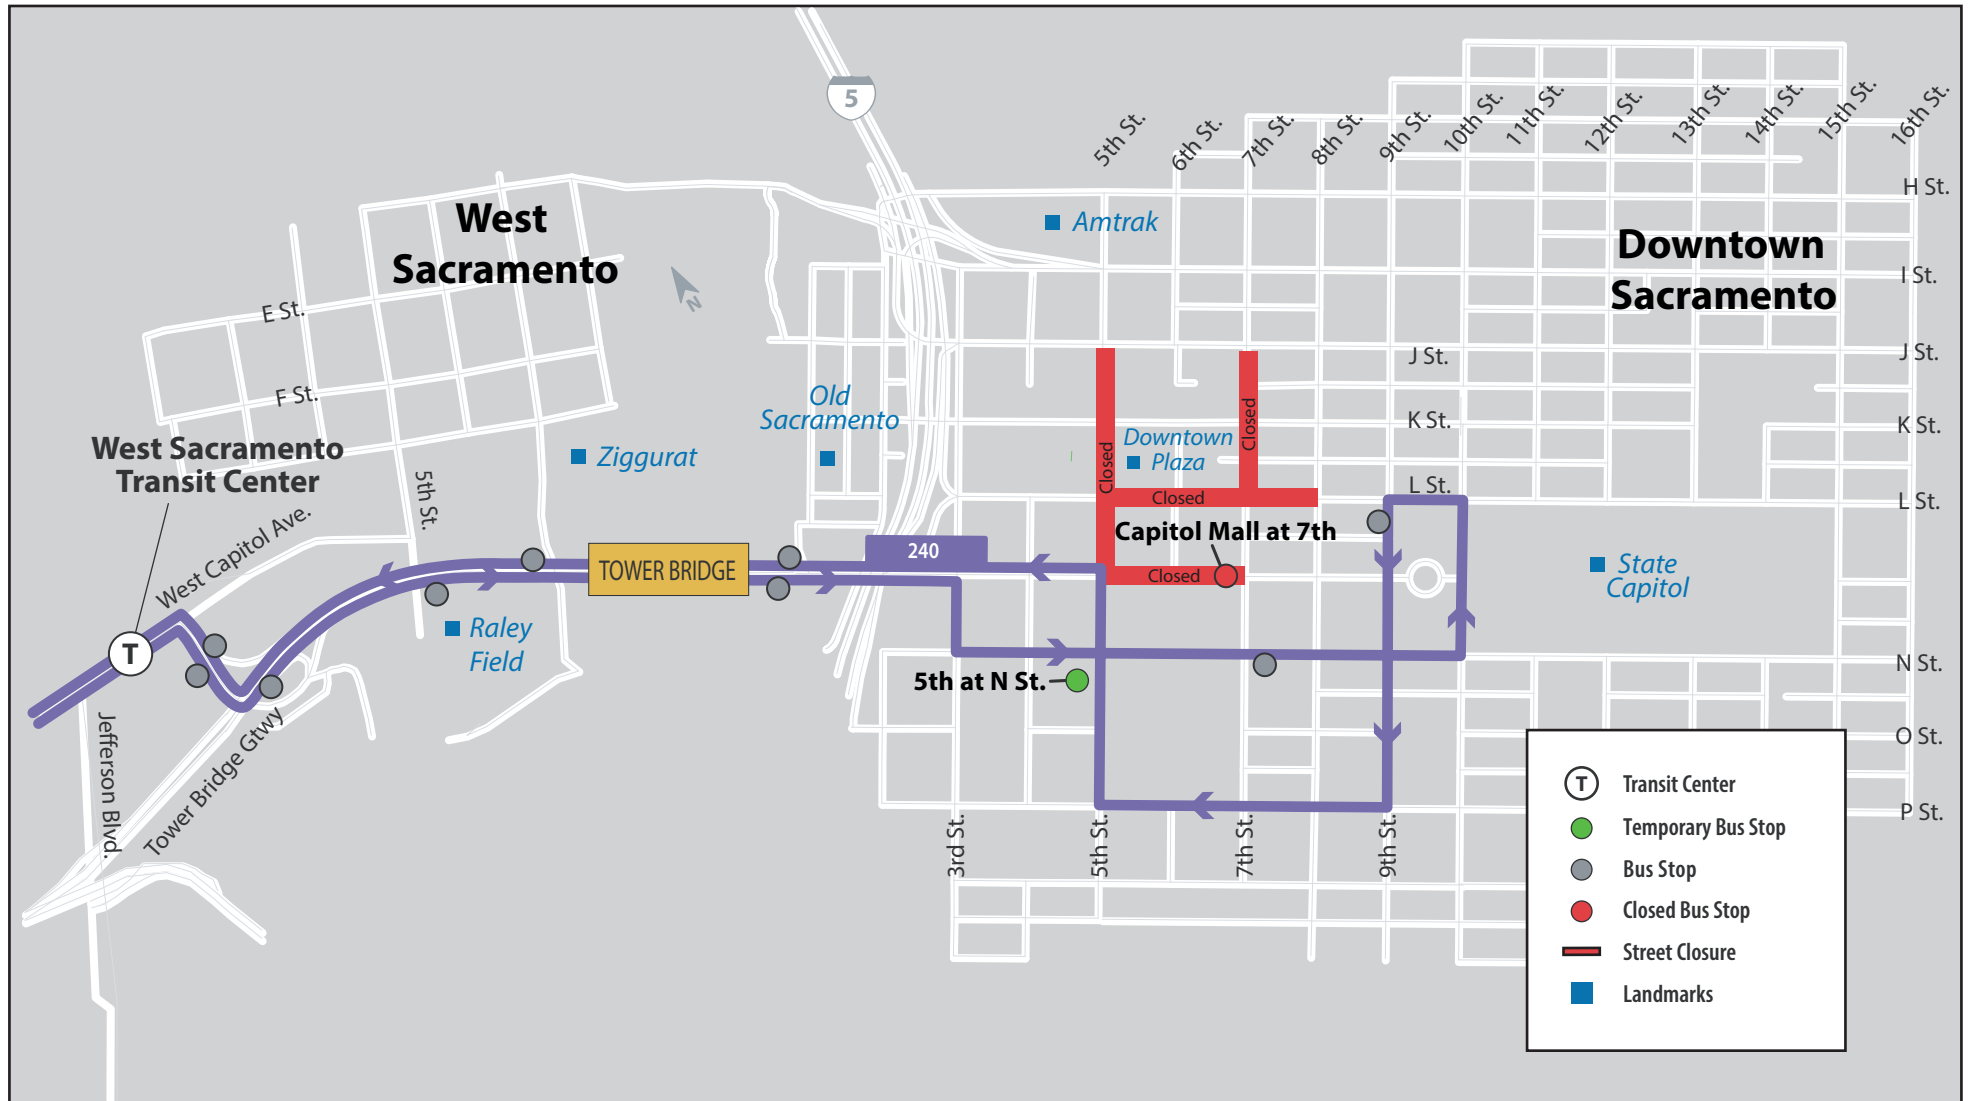 5
5th St.
6th St.
7th St.
8th St.
9th St.
10th St.
11th St.
12th St.
13th St.
14th St.
15th St.
16th St.
H St.
West
Sacramento
Amtrak
Downtown
Sacramento
I St.
N
E St.
F St.
J St.
J St.
Old
Sacramento
Closed
K St.
K St.
Downtown
Plaza
West Sacramento
Transit Center
Ziggurat
Closed
5th St.
L St.
L St.
Closed
West Capitol Ave.
Capitol Mall at 7th
240
TOWER BRIDGE
Closed
State
Capitol
Raley
Field
T
N St.
5th at N St.
Jefferson Blvd.
Tower Bridge Gtwy
O St.
P St.
3rd St.
5th St.
7th St.
9th St.
T Transit Center
Temporary Bus Stop
Bus Stop
Closed Bus Stop
Street Closure
Landmarks